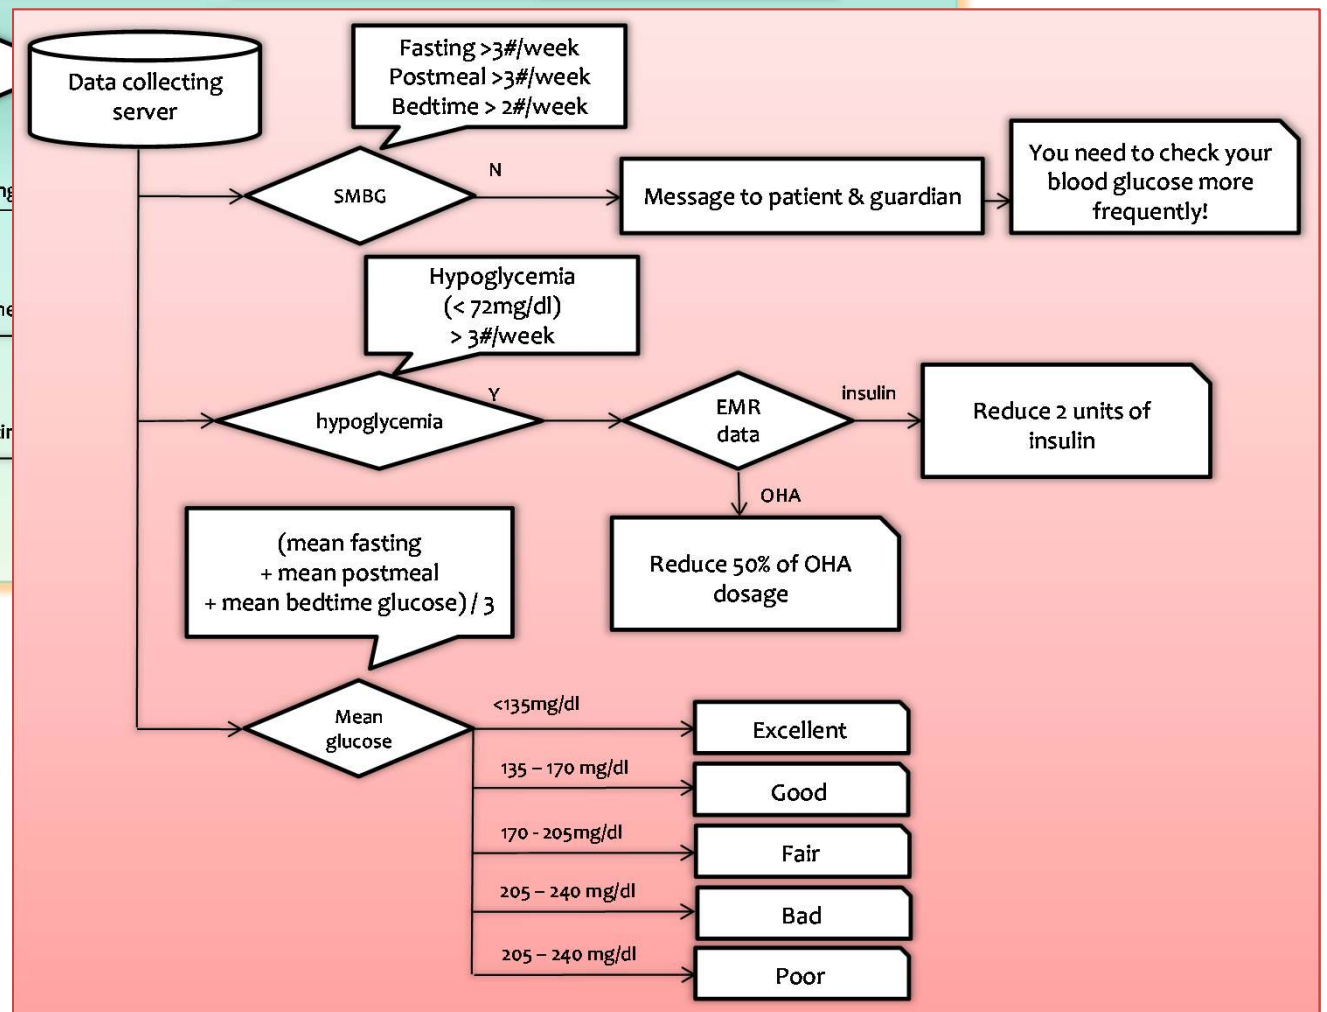 Data collecting
server
Fasting >3#/week
Postmeal >3#/week
Bedtime > 2#/week
SMBG
N
Message to patient & guardian
You need to check your
blood glucose more
frequently!
Hypoglycemia
(< 72mg/dl)
> 3#/week
hypoglycemia
Y
EMR
data
insulin
Reduce 2 units of
insulin
OHA
Reduce 50% of OHA
dosage
(mean fasting
+ mean postmeal
+ mean bedtime glucose) / 3
Mean
glucose
<135mg/dl
Excellent
135 – 170 mg/dl
Good
170 - 205mg/dl
Fair
205 – 240 mg/dl
Bad
205 – 240 mg/dl
Poor